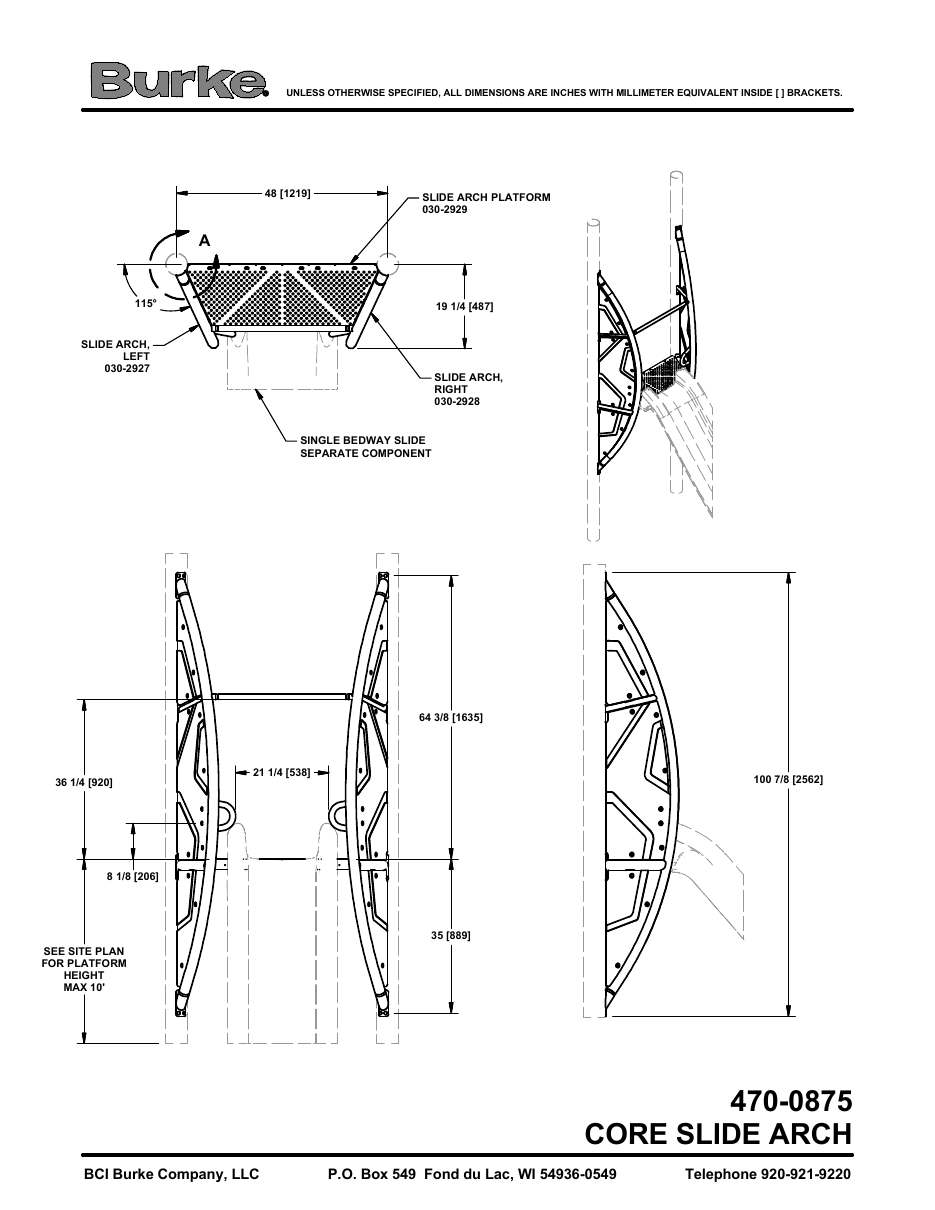 Burke
UNLESS OTHERWISE SPECIFIED, ALL DIMENSIONS ARE INCHES WITH MILLIMETER EQUIVALENT INSIDE [ ] BRACKETS.
48 [1219]
SLIDE ARCH PLATFORM
030-2929
A
115°
19 1/4 [487]
SLIDE ARCH,
LEFT
030-2927
SLIDE ARCH,
RIGHT
030-2928
SINGLE BEDWAY SLIDE
SEPARATE COMPONENT
64 3/8 [1635]
36 1/4 [920]
21 1/4 [538]
100 7/8 [2562]
8 1/8 [206]
35 [889]
SEE SITE PLAN
FOR PLATFORM
HEIGHT
MAX 10'
470-0875
CORE SLIDE ARCH
BCI Burke Company, LLC
P.O. Box 549 Fond du Lac, WI 54936-0549
Telephone 920-921-9220